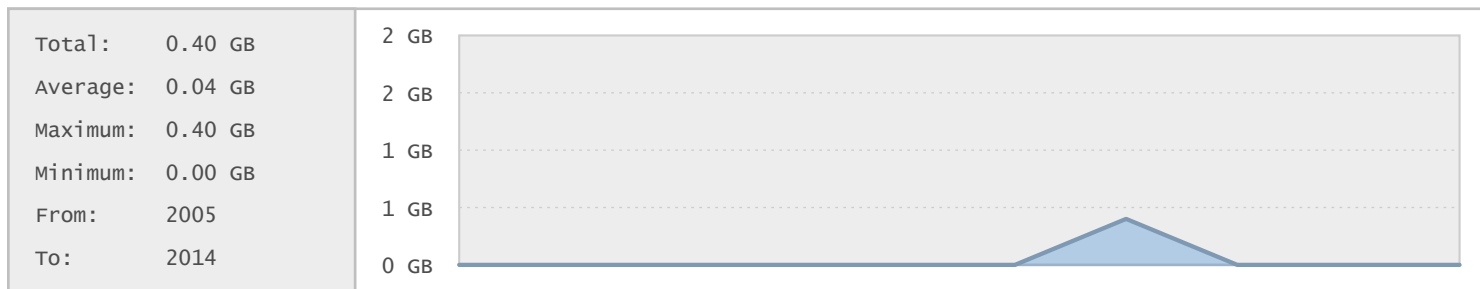 Total: 0.40 GB
Average: 0.04 GB
Maximum: 0.40 GB
Minimum: 0.00 GB
From: 2005
To: 2014
2 GB
2 GB
1 GB
1 GB
0 GB